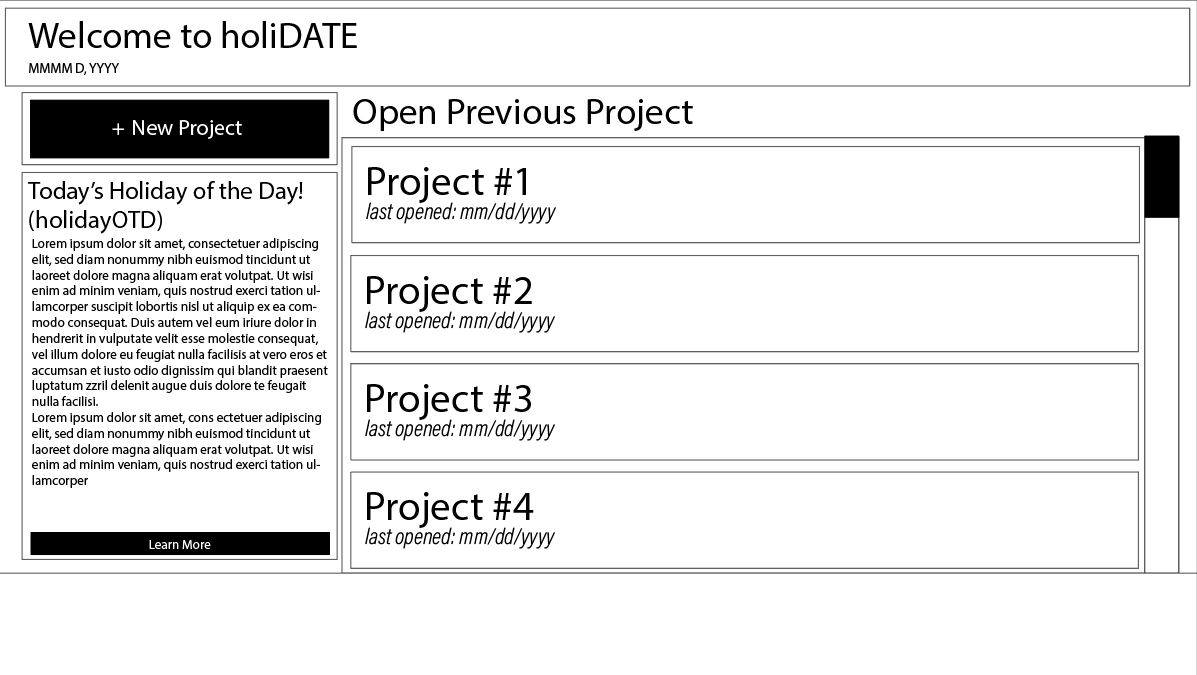 Welcome to holiDATE
MMMM D, YYYY
+ New Project
Today’s Holiday of the Day!
(holidayOTD)
Lorem ipsum dolor sit amet, consectetuer adipiscing
elit, sed diam nonummy nibh euismod tincidunt ut
laoreet dolore magna aliquam erat volutpat. Ut wisi
enim ad minim veniam, quis nostrud exerci tation ul-
lamcorper suscipit lobortis nisl ut aliquip ex ea com-
modo consequat. Duis autem vel eum iriure dolor in
hendrerit in vulputate velit esse molestie consequat,
vel illum dolore eu feugiat nulla facilisis at vero eros et
accumsan et iusto odio dignissim qui blandit praesent
luptatum zzril delenit augue duis dolore te feugait
nulla facilisi.
Lorem ipsum dolor sit amet, cons ectetuer adipiscing
elit, sed diam nonummy nibh euismod tincidunt ut
laoreet dolore magna aliquam erat volutpat. Ut wisi
enim ad minim veniam, quis nostrud exerci tation ul-
lamcorper
Learn More
Open Previous Project
Project #1
last opened: mm/dd/yyyy
Project #2
last opened: mm/dd/yyyy
Project #3
last opened: mm/dd/yyyy
Project #4
last opened: mm/dd/yyyy